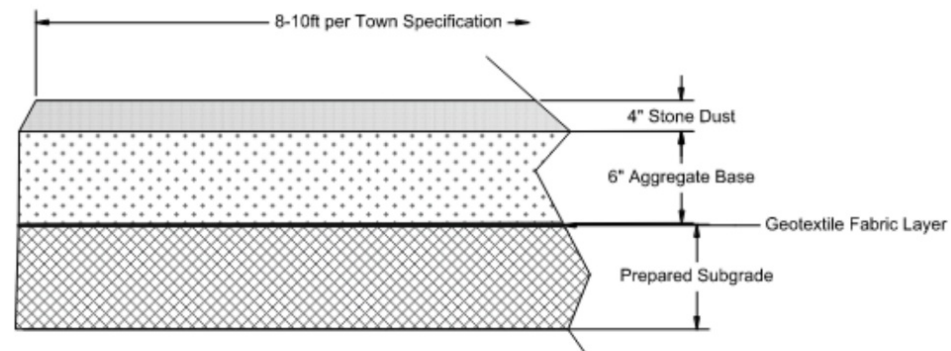 8-10ft per Town Specification
4" Stone Dust
6" Aggregate Base
Geotextile Fabric Layer
Prepared Subgrade